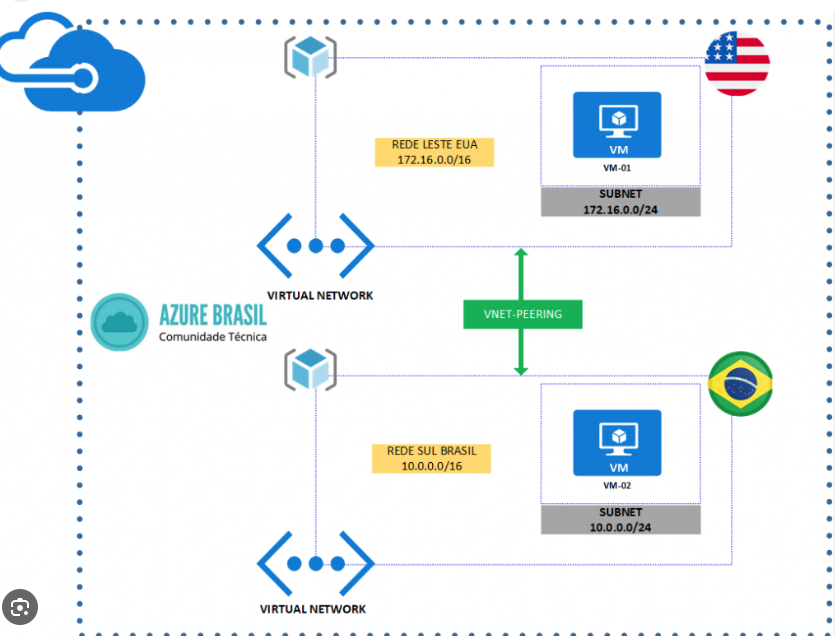 REDE LESTE EUA
172.16.0.0/16
VM
VM-01
SUBNET
172.16.0.0/24
VIRTUAL NETWORK
AZURE BRASIL
Comunidade Técnica
VNET-PEERING
REDE SUL BRASIL
10.0.0.0/16
VM
VM-02
SUBNET
10.0.0.0/24
VIRTUAL NETWORK